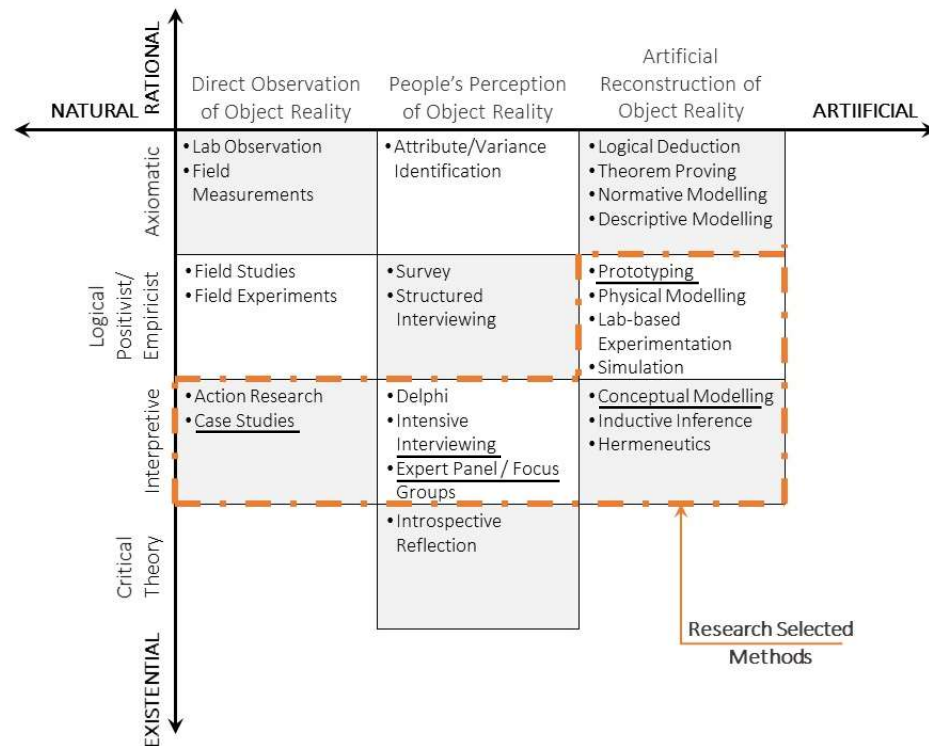 RATIONAL
Artificial
Direct Observation
People's Perception
Reconstruction of
of Object Reality
of Object Reality
Object Reality
NATURAL
ARTIIFICIAL
Axiomatic
•Lab Observation
•Field
Measurements
•Attribute/Variance
Identification
•Logical Deduction
•Theorem Proving
•Normative Modelling
•Descriptive Modelling
Logical
Positivist/
Empiricist
•Field Studies
•Field Experiments
•Survey
•Structured
Interviewing
•Prototyping
•Physical Modelling
•Lab-based
Experimentation
•Simulation
Interpretive
•Action Research
•Case Studies
•Delphi
•Intensive
Interviewing
•Expert Panel / Focus
Groups
•Conceptual Modelling
•Inductive Inference
•Hermeneutics
Critical
Theory
•Introspective
Reflection
Research Selected
Methods
EXISTENTIAL